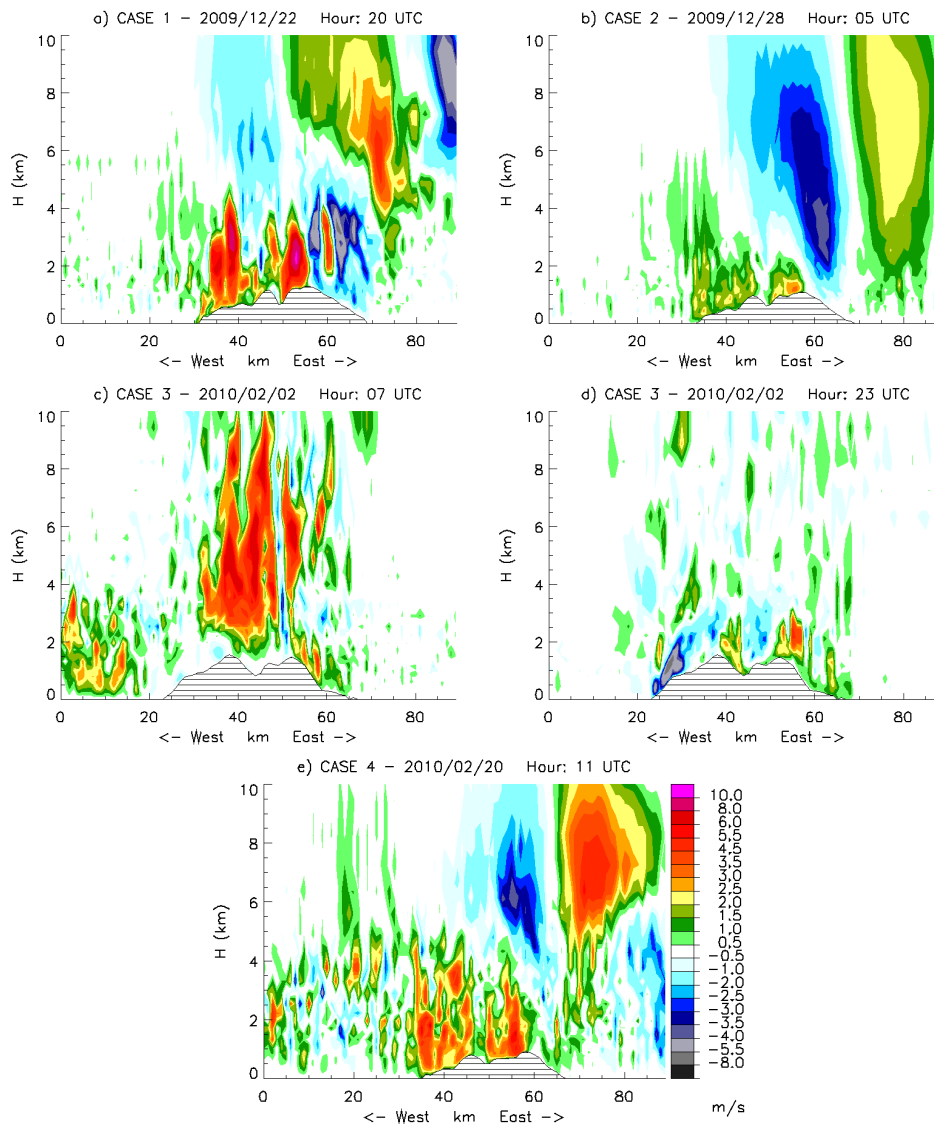 a) CASE 1 - 2009/12/22 Hour: 20 UTC
10
8
6
4
2
0
H (km)
0 20 40 60 80
<- West km East ->
b) CASE 2 - 2009/12/28 Hour: 05 UTC
10
8
6
4
2
0
H (km)
0 20 40 60 80
<- West km East ->
c) CASE 3 - 2010/02/02 Hour: 07 UTC
10
8
6
4
2
0
H (km)
0 20 40 60 80
<- West km East ->
d) CASE 3 - 2010/02/02 Hour: 23 UTC
10
8
6
4
2
0
H (km)
0 20 40 60 80
<- West km East ->
e) CASE 4 - 2010/02/20 Hour: 11 UTC
10
8
6
4
2
0
H (km)
0 20 40 60 80
<- West km East ->
10.0
8.0
6.0
5.5
4.5
3.5
3.0
2.5
2.0
1.5
1.0
0.5
-0.5
-1.0
-2.5
-3.0
-3.5
-4.0
-5.5
-8.0
m/s